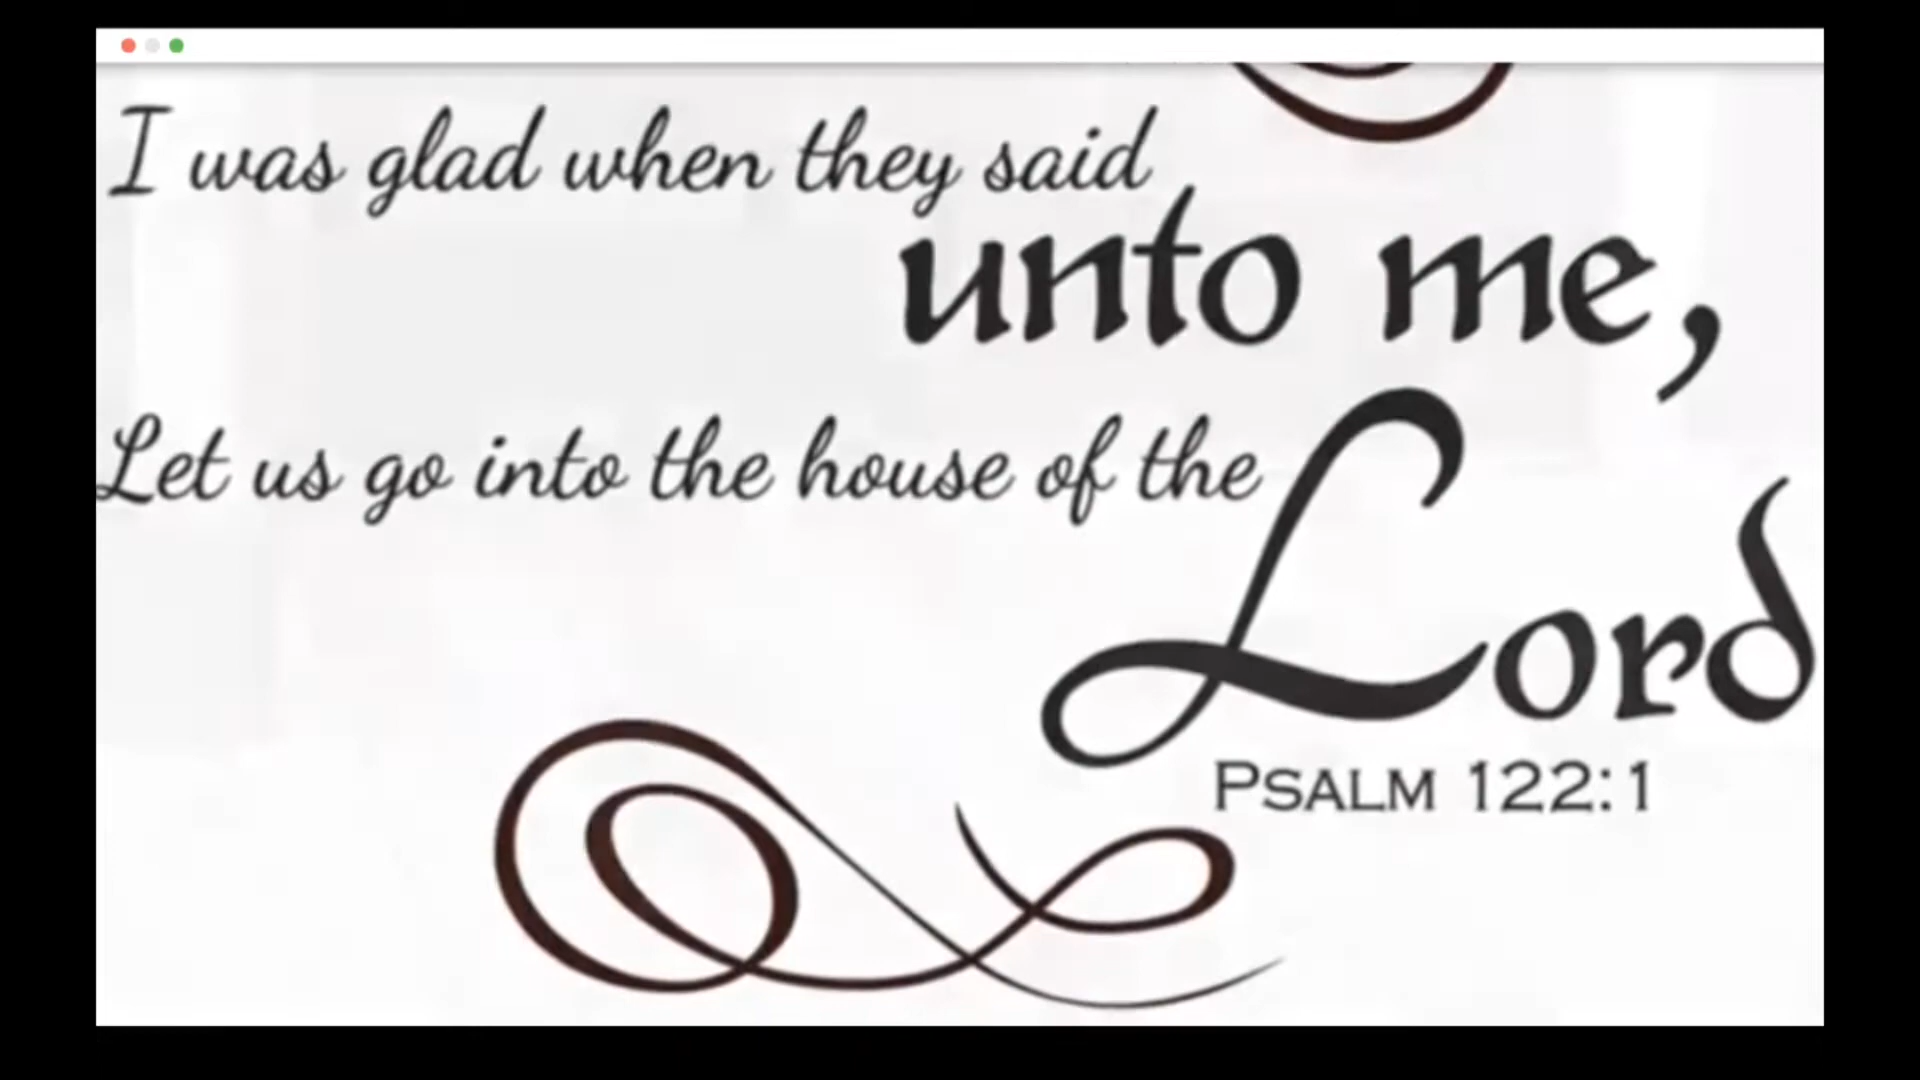 I was glad when they said
unto me,
Let us go into the house of the
Lord
PSALM 122:1